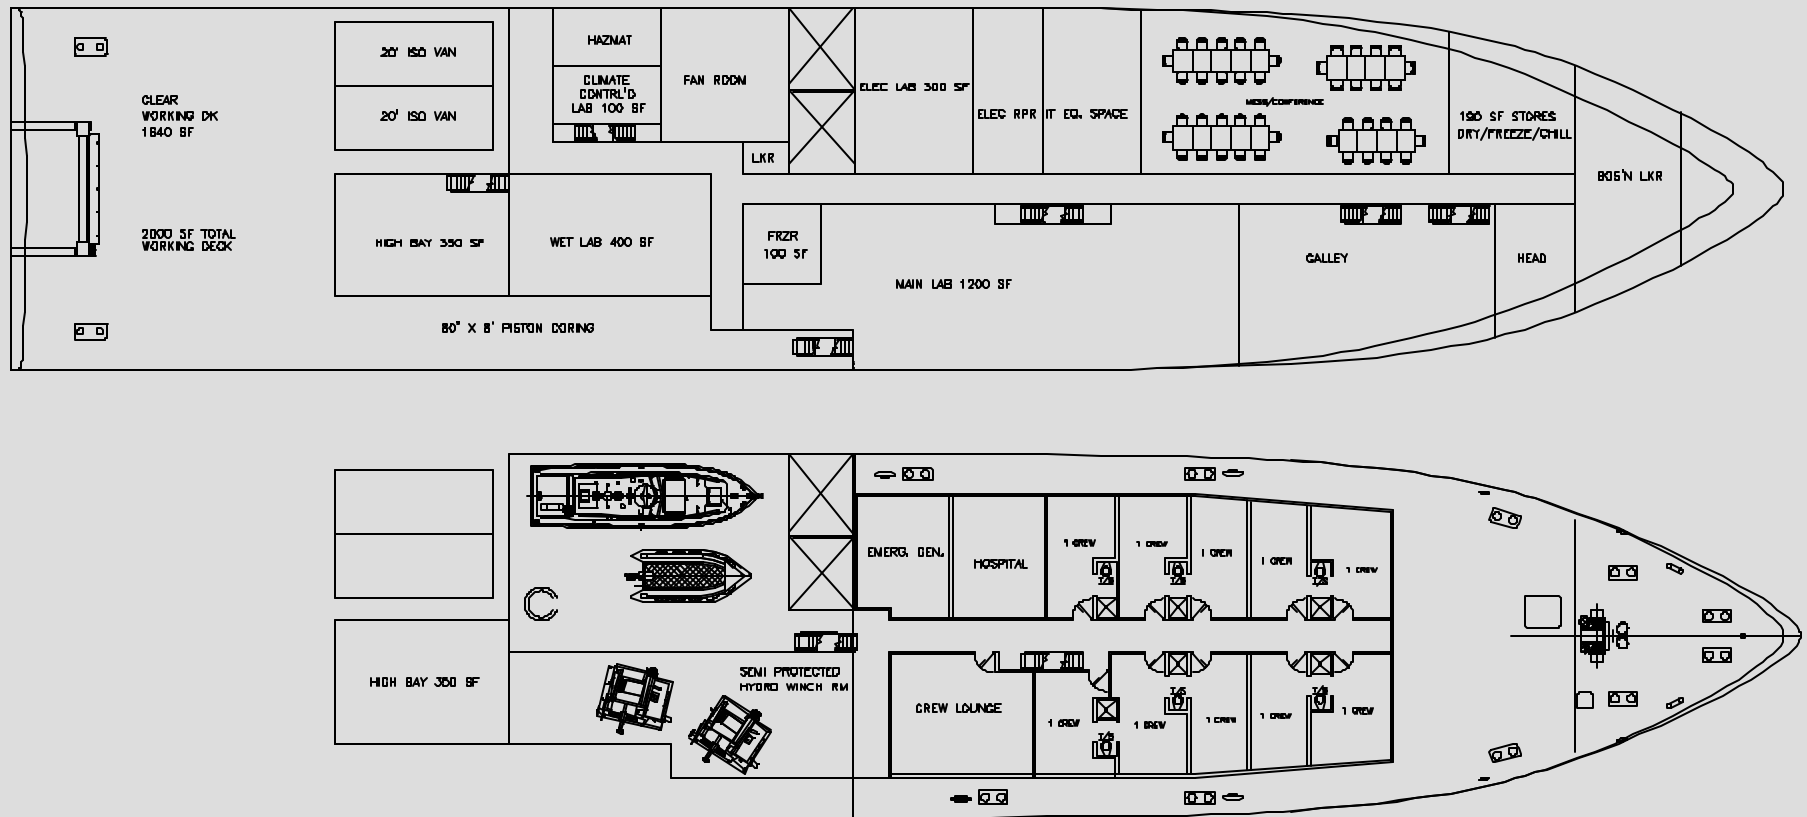 20' ISO VAN
20' ISO VAN
CLEAR
WORKING DK
1640 SF
2000 SF TOTAL
WORKING DECK
HAZMAT
CLIMATE
CONTRL'D
LAB 100 SF
FAN ROOM
LKR
ELEC LAB 300 SF
ELEC RPR
IT EQ. SPACE
MESS/CONFERENCE
190 SF STORES
DRY/FREEZE/CHILL
BOS'N LKR
HIGH BAY 350 SF
WET LAB 400 SF
FRZR
100 SF
MAIN LAB 1200 SF
GALLEY
HEAD
X 8' PISTON CORING
EMERG. GEN.
HOSPITAL
1 CREW
1 CREW
1 CREW
1 CREW
1 CREW
T/S
T/S
T/S
HIGH BAY 350 SF
SEMI PROTECTED
HYDRO WINCH RM
CREW LOUNGE
1 CREW
1 CREW
1 CREW
1 CREW
1 CREW
T/S
T/S
T/S